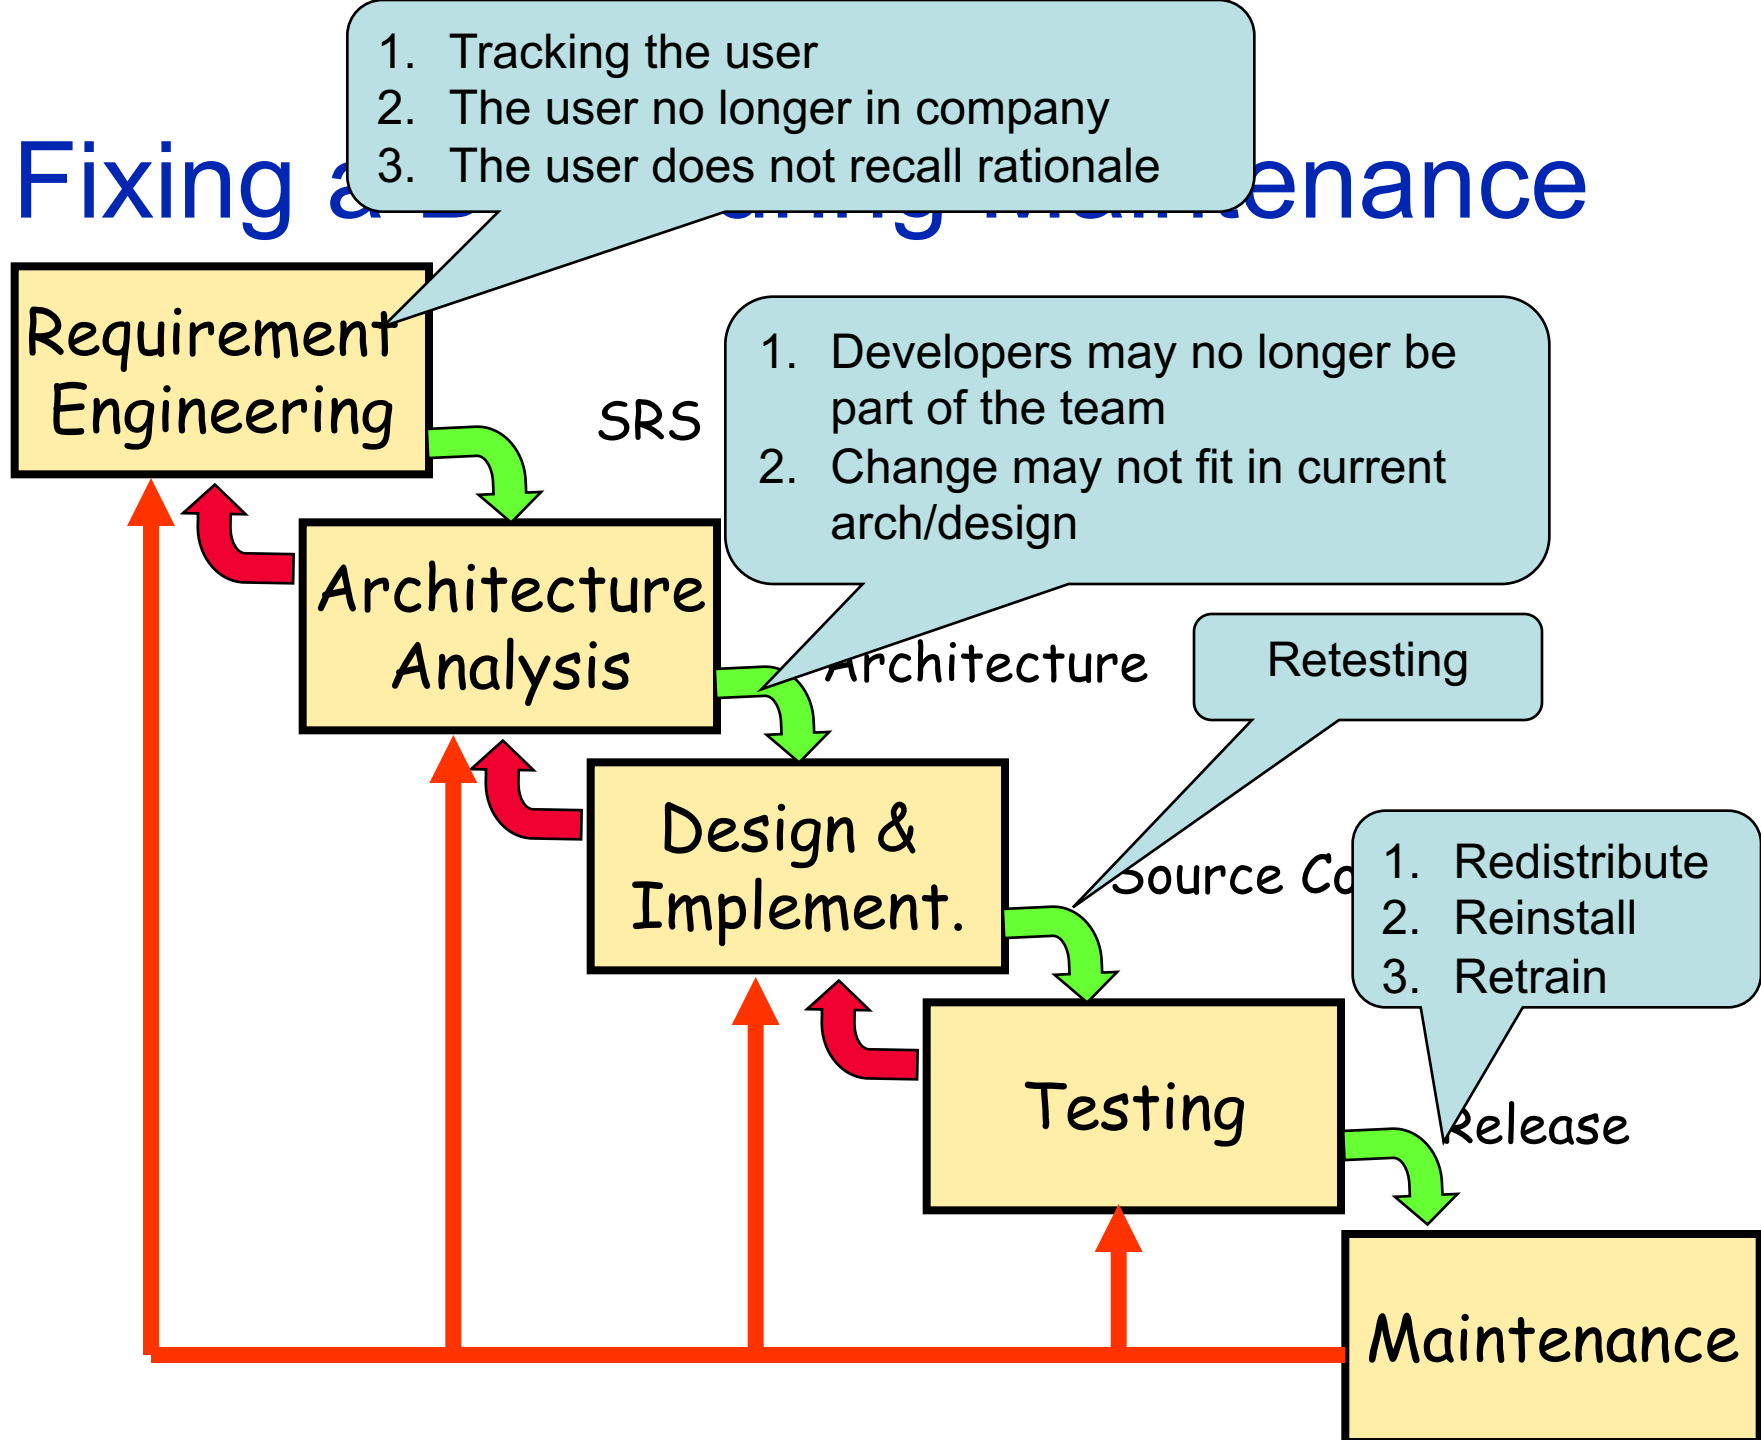 1. Tracking the user
2. The user no longer in company
3. The user does not recall rationale
Fixing a Maintenance
Requirement
Engineering
SRS
1. Developers may no longer be
part of the team
2. Change may not fit in current
arch/design
Architecture
Analysis
Architecture
Retesting
Design &
Implement.
Source
1. Redistribute
2. Reinstall
3. Retrain
Testing
Release
Maintenance